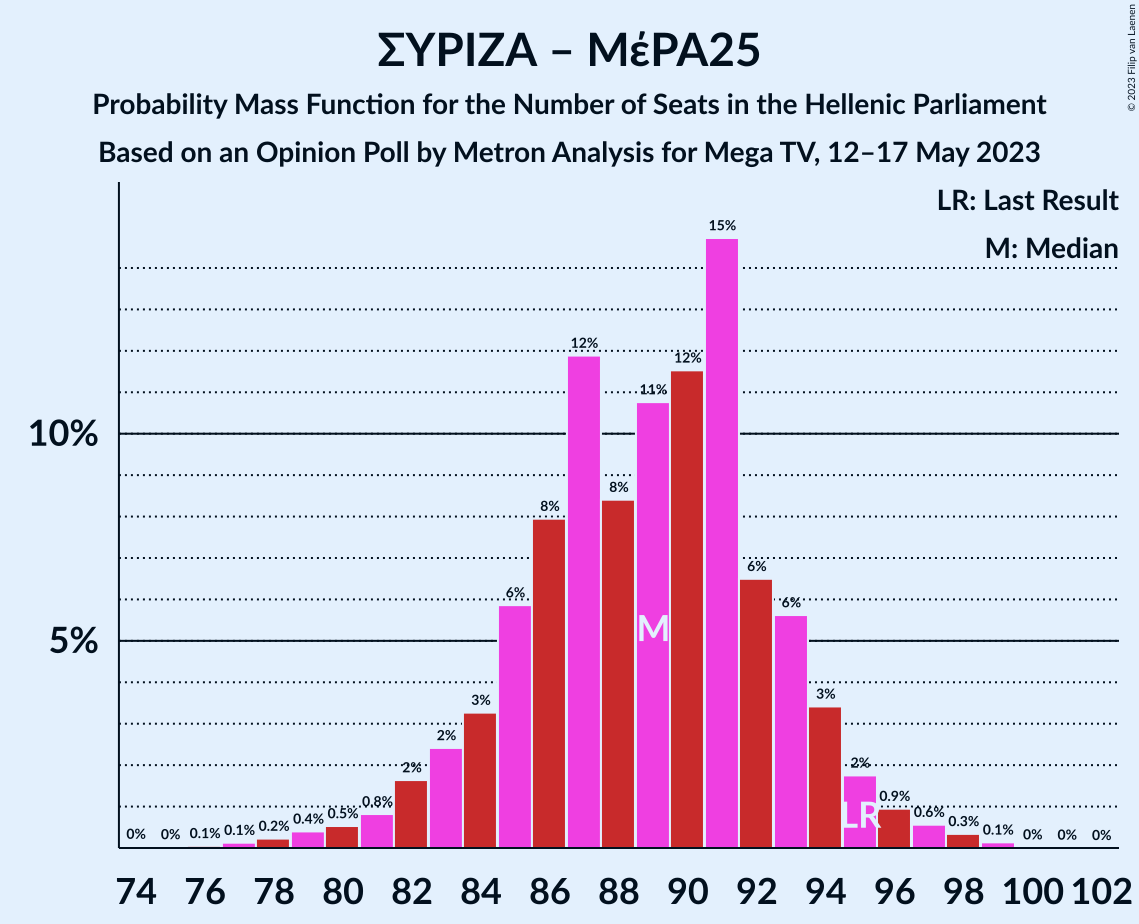 ΣΥΡΙΖΑ – ΜέΡΑ25
Probability Mass Function for the Number of Seats in the Hellenic Parliament
Based on an Opinion Poll by Metron Analysis for Mega TV, 12–17 May 2023
© 2023 Filip van Laenen
LR: Last Result
M: Median
10%
5%
0% 0% 0.1% 0.1% 0.2% 0.4% 0.5% 0.8% 2% 2% 3% 6% 8% 12% 8% 11% 12% 15% 6% 6% 3% 2% 0.9% 0.6% 0.3% 0.1% 0% 0% 0%
M
LR
74 76 78 80 82 84 86 88 90 92 94 96 98 100 102